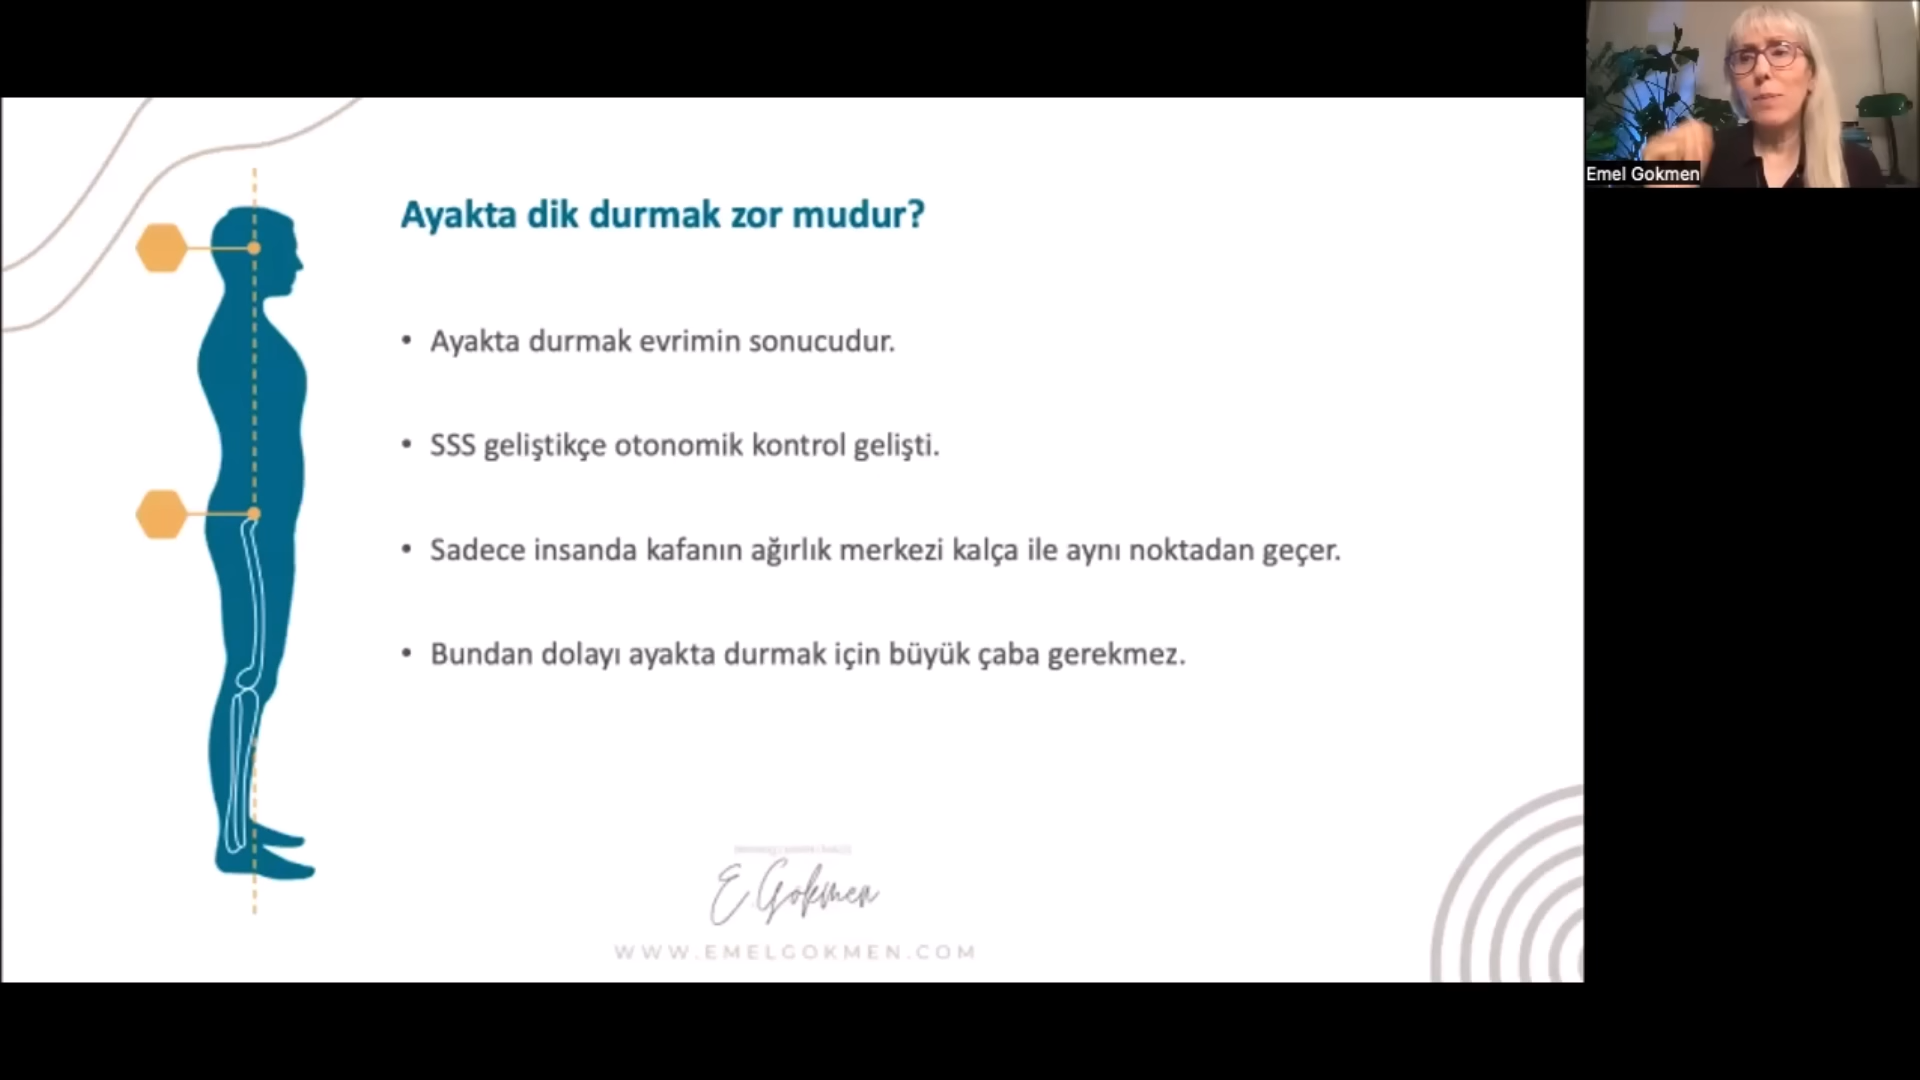 Emel Gokmen
Ayakta dik durmak zor mudur?
• Ayakta durmak evrimin sonucudur.
• SSS geliştikçe otonomik kontrol gelişti.
• Sadece insanda kafanın ağırlık merkezi kalça ile aynı noktadan geçer.
• Bundan dolayı ayakta durmak için büyük çaba gerekmez.
E.Gökmen
WWW.EMELGOKMEN.COM